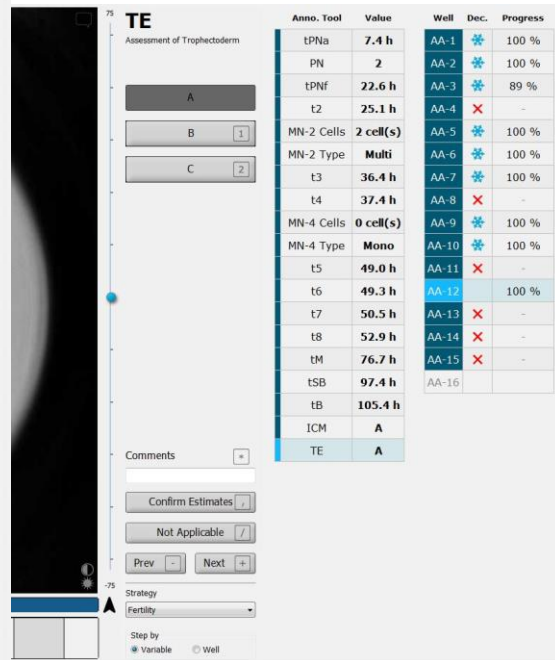 75
TE
Assessment of Trophectoderm
A
B 1
C 2
Comments *
Confirm Estimates ,
Not Applicable /
Prev - Next +
-75
Strategy
Fertility
Step by
Variable Well
Anno. Tool Value
tPNa 7.4 h
PN 2
tPNf 22.6 h
t2 25.1 h
MN-2 Cells 2 cell(s)
MN-2 Type Multi
t3 36.4 h
t4 37.4 h
MN-4 Cells 0 cell(s)
MN-4 Type Mono
t5 49.0 h
t6 49.3 h
t7 50.5 h
t8 52.9 h
tM 76.7 h
tSB 97.4 h
tB 105.4 h
ICM A
TE A
Well Dec. Progress
AA-1 100 %
AA-2 100 %
AA-3 89 %
AA-4 -
AA-5 100 %
AA-6 100 %
AA-7 100 %
AA-8 -
AA-9 100 %
AA-10 100 %
AA-11 -
AA-12 100 %
AA-13 -
AA-14 -
AA-15 -
AA-16